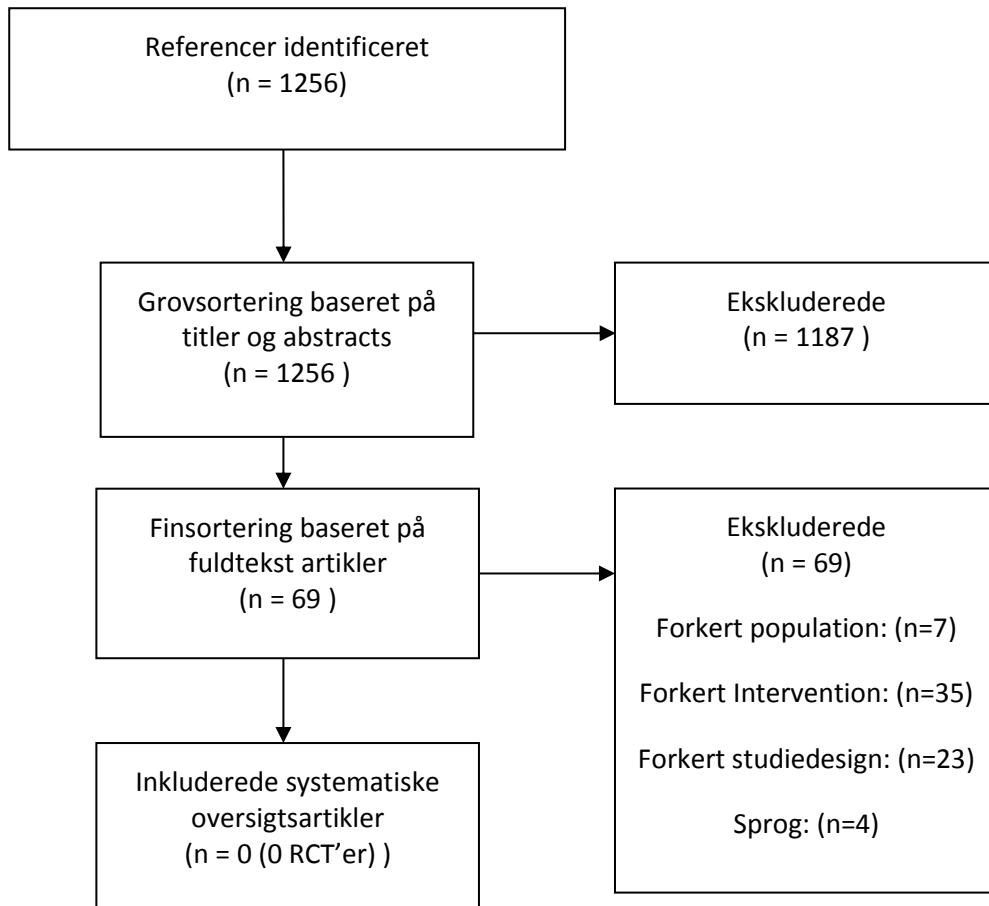 Referencer identificeret
(n = 1256)
Grovsortering baseret på
titler og abstracts
(n = 1256 )
Ekskluderede
(n = 1187 )
Finsortering baseret på
fuldtekst artikler
(n = 69 )
Ekskluderede
(n = 69)
Forkert population: (n=7)
Forkert Intervention: (n=35)
Forkert studiedesign: (n=23)
Sprog: (n=4)
Inkluderede systematiske
oversigtsartikler
(n = 0 (0 RCT’er) )